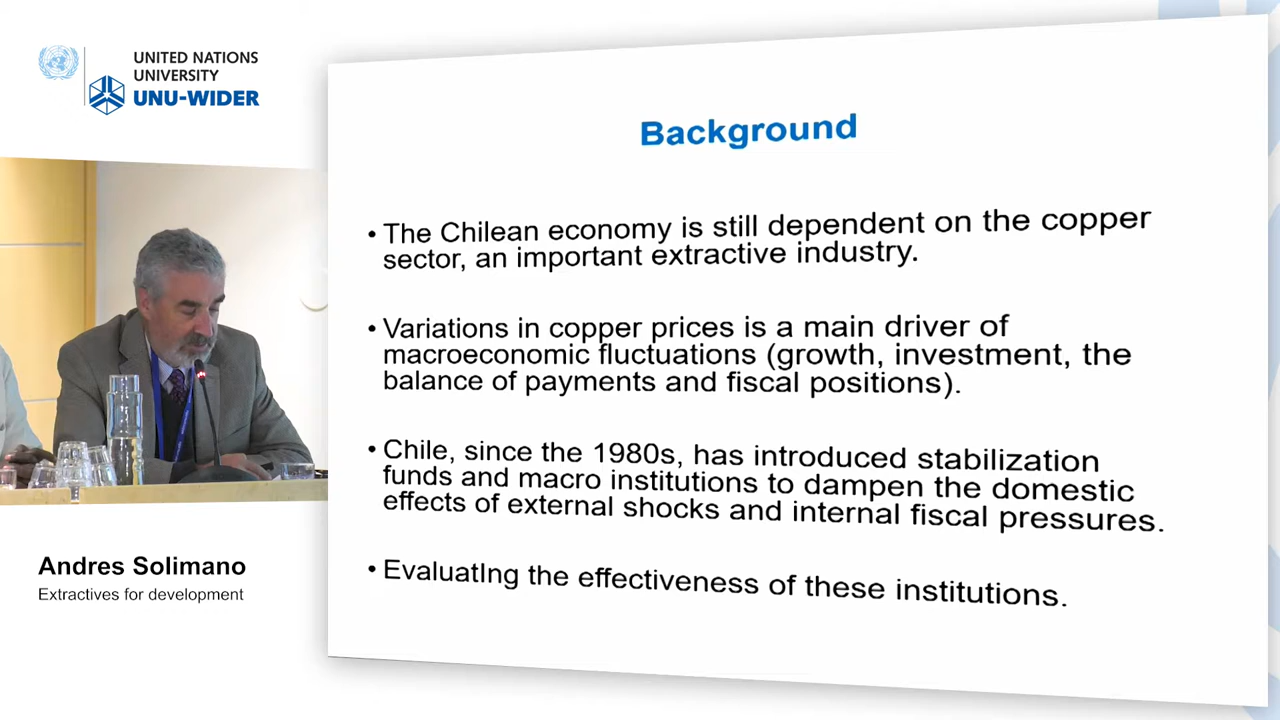 UNITED NATIONS
UNIVERSITY
UNU-WIDER
Background
• The Chilean economy is still dependent on the copper
sector, an important extractive industry.
• Variations in copper prices is a main driver of
macroeconomic fluctuations (growth, investment, the
balance of payments and fiscal positions).
• Chile, since the 1980s, has introduced stabilization
funds and macro institutions to dampen the domestic
effects of external shocks and internal fiscal pressures.
• EvaluatIng the effectiveness of these institutions.
Andres Solimano
Extractives for development